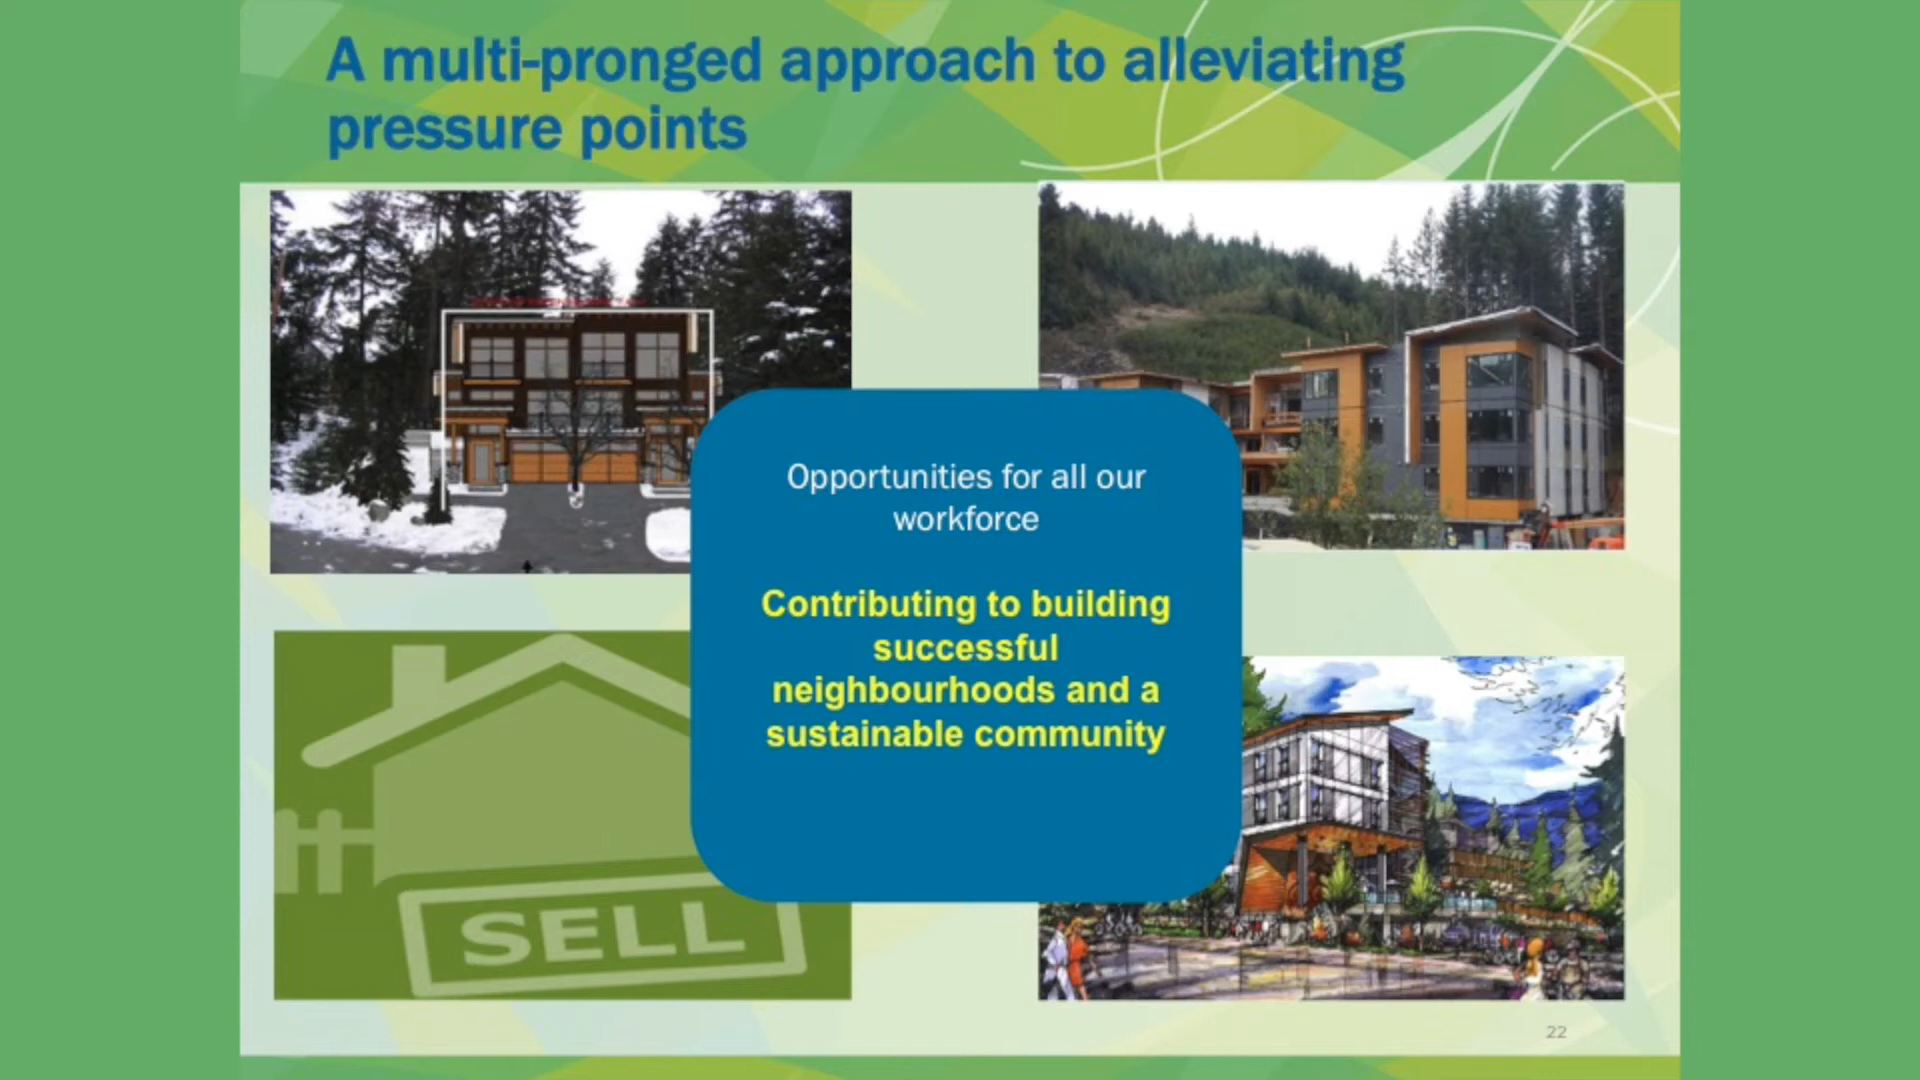 A multi-pronged approach to alleviating
pressure points
Opportunities for all our
workforce
Contributing to building
successful
neighbourhoods and a
sustainable community
SELL
22